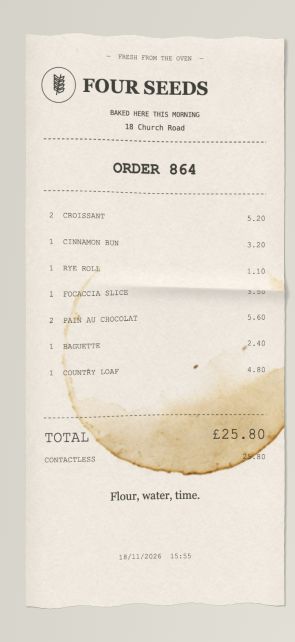 — FRESH FROM THE OVEN —
FOUR SEEDS
BAKED HERE THIS MORNING
18 Church Road
ORDER 864
2 CROISSANT 5.20
1 CINNAMON BUN 3.20
1 RYE ROLL 1.10
1 FOCACCIA SLICE 3.50
2 PAIN AU CHOCOLAT 5.60
1 BAGUETTE 2.40
1 COUNTRY LOAF 4.80
TOTAL £25.80
CONTACTLESS 25.80
Flour, water, time.
18/11/2026 15:55